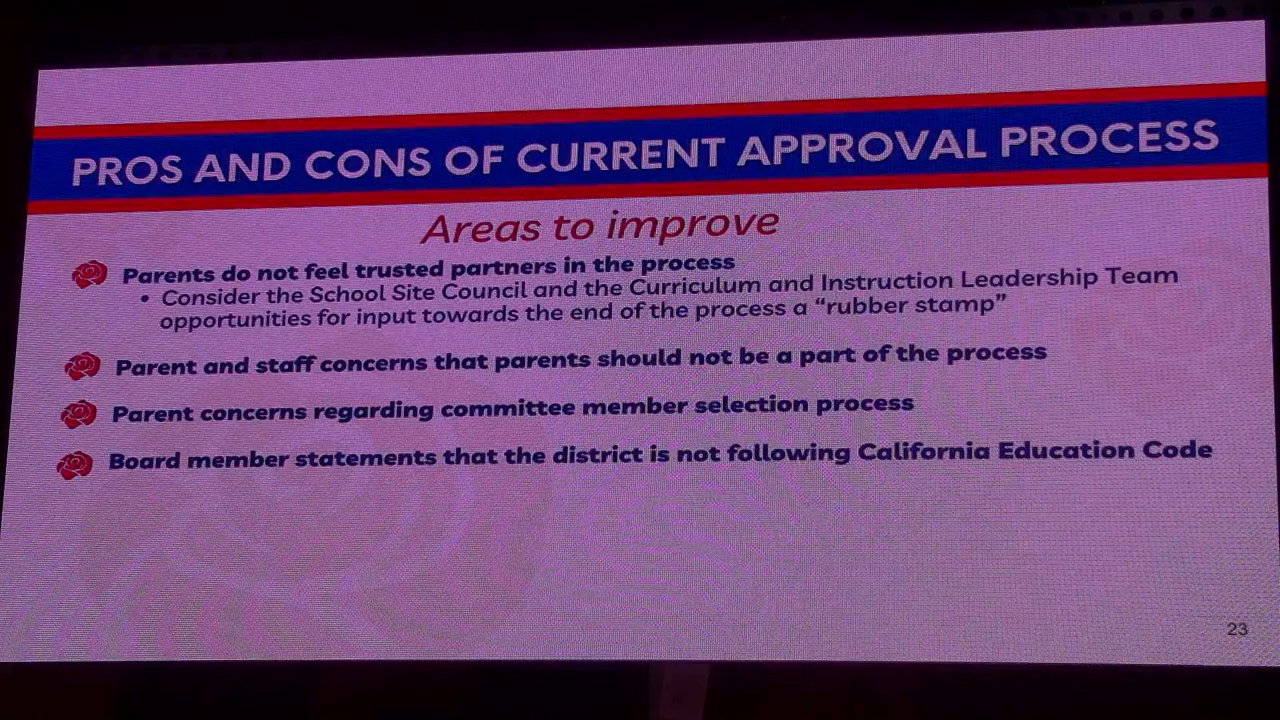 PROS AND CONS OF CURRENT APPROVAL PROCESS
Areas to improve
Parents do not feel trusted partners in the process
• Consider the School Site Council and the Curriculum and Instruction Leadership Team
opportunities for input towards the end of the process a “rubber stamp”
Parent and staff concerns that parents should not be a part of the process
Parent concerns regarding committee member selection process
Board member statements that the district is not following California Education Code
23